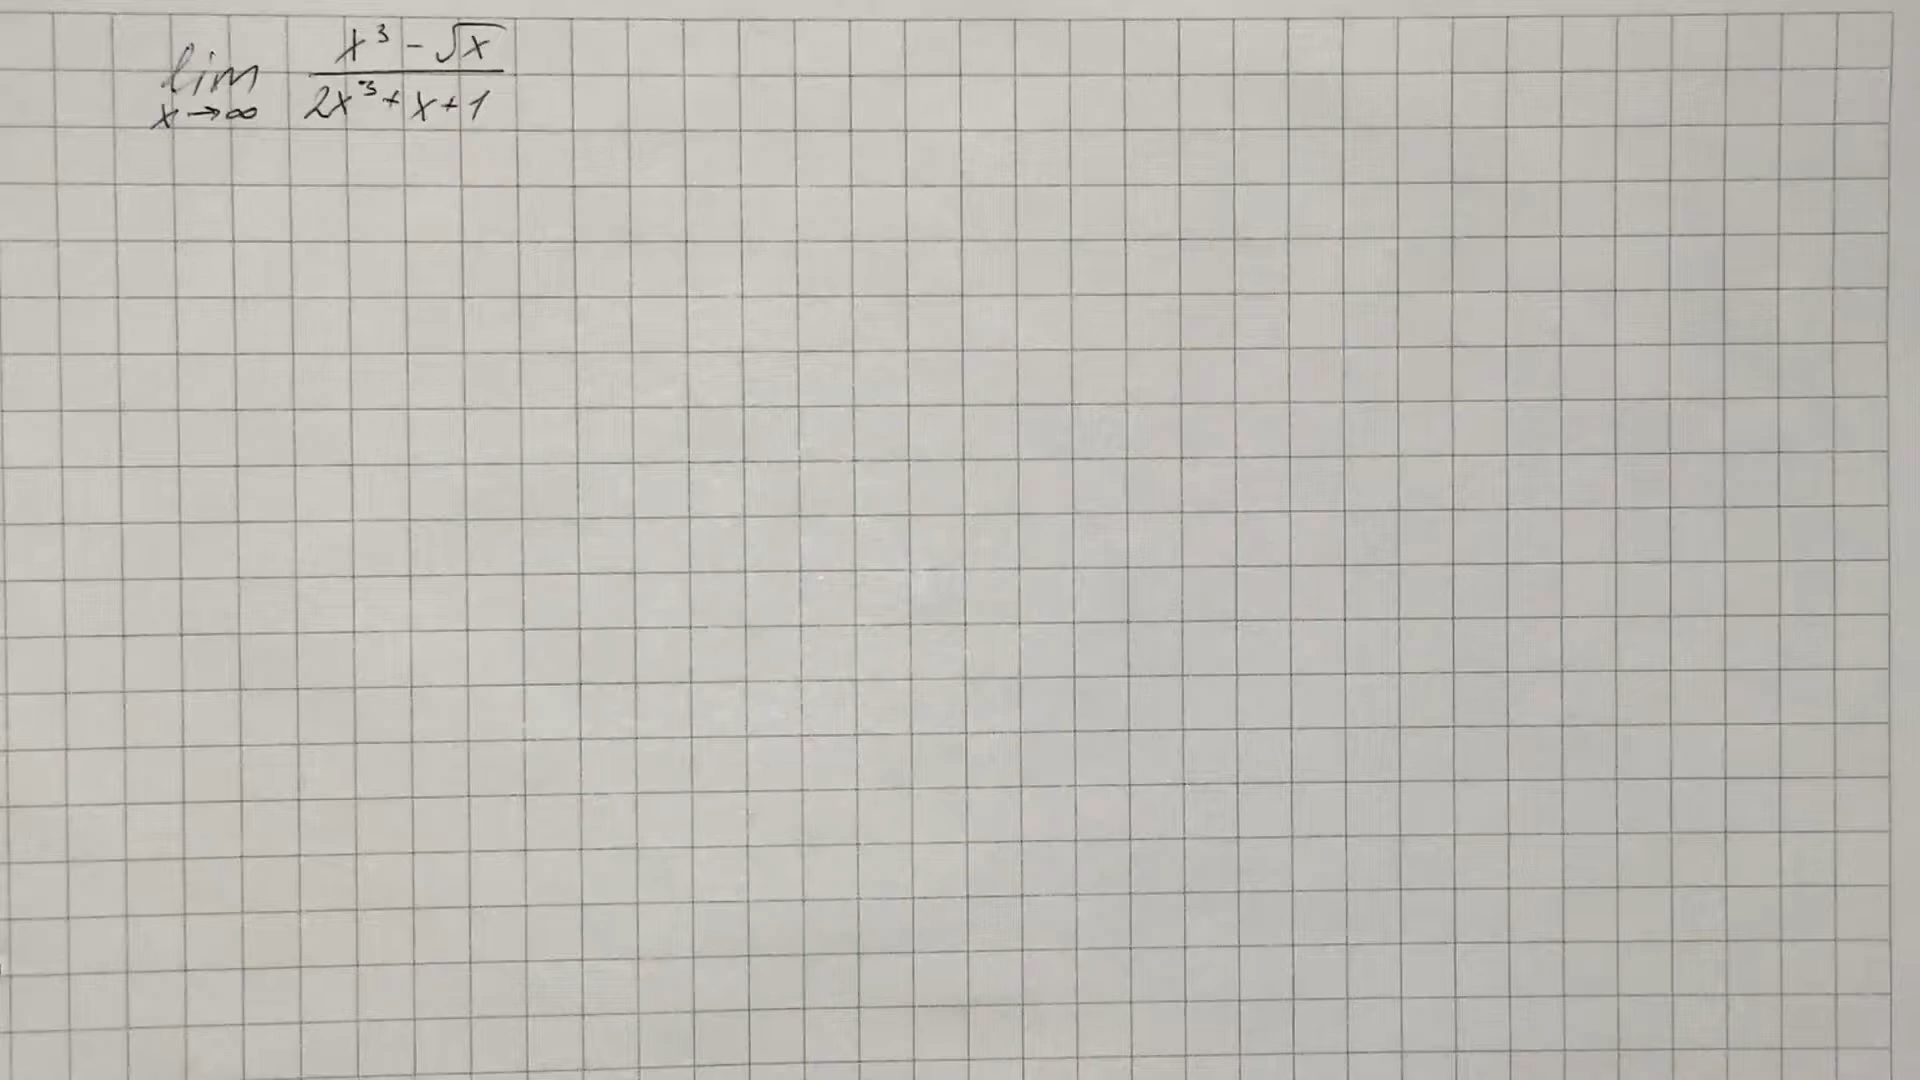 lim x→∞ (x³ - √x) / (2x³ + x + 1)